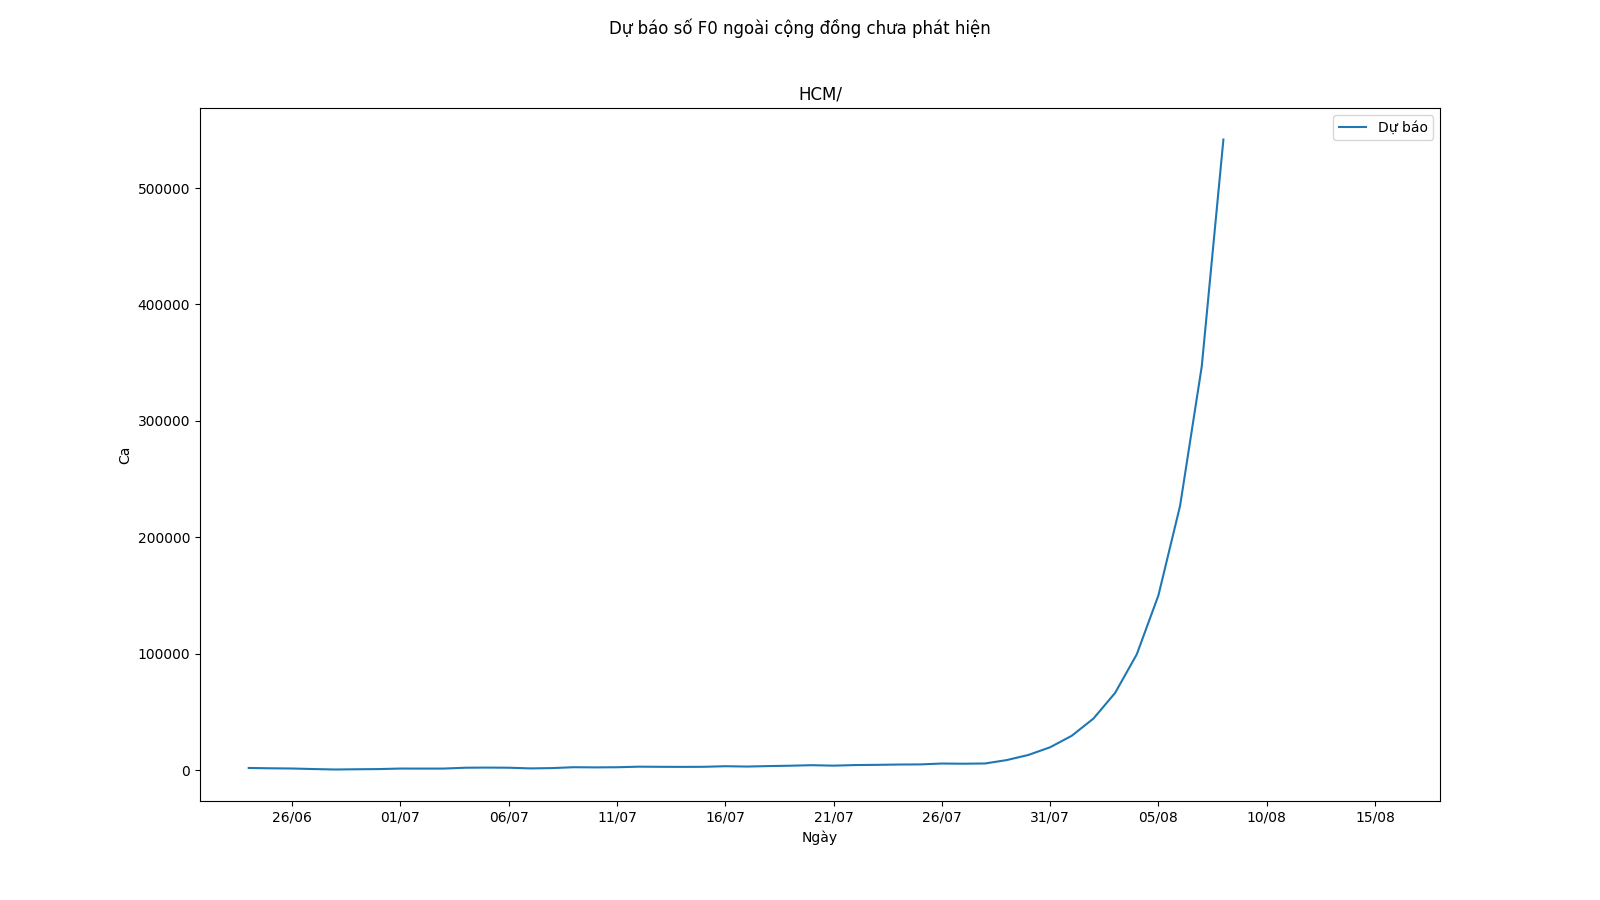 Dự báo số F0 ngoài cộng đồng chưa phát hiện
HCM/
Dự báo
500000
400000
300000
200000
100000
0
Ca
26/06 01/07 06/07 11/07 16/07 21/07 26/07 31/07 05/08 10/08 15/08
Ngày